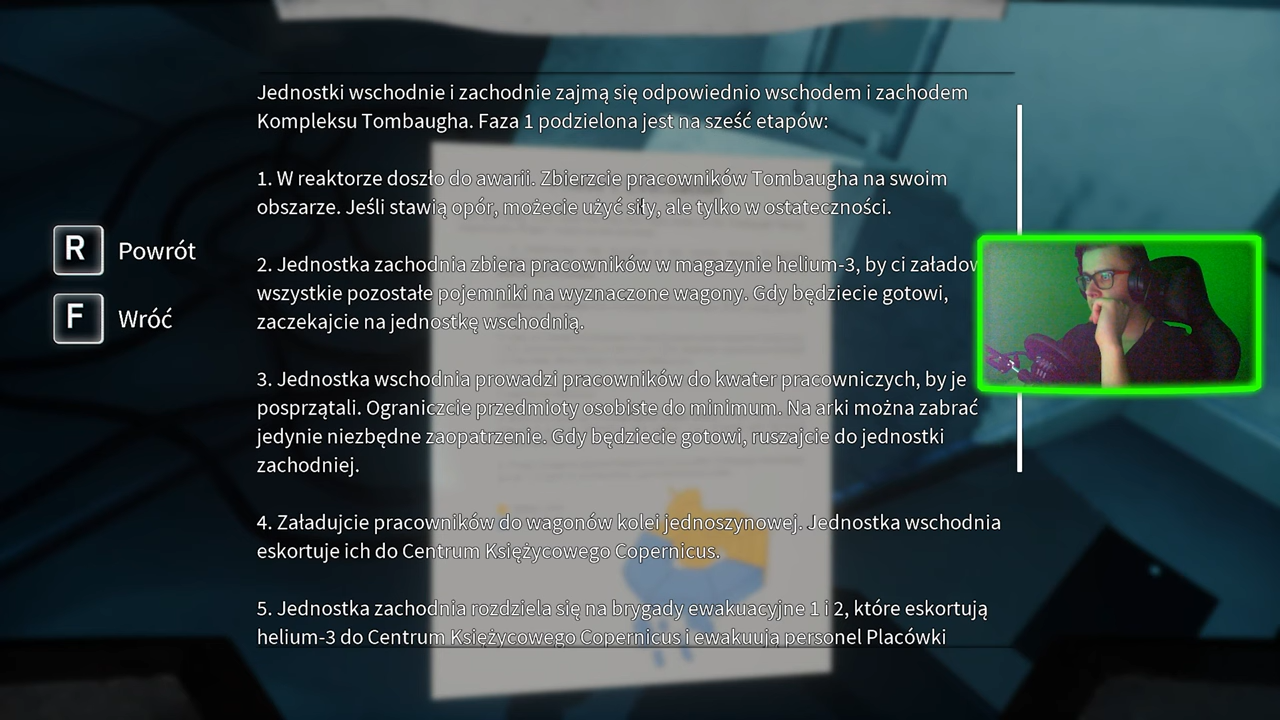 Jednostki wschodnie i zachodnie zajmą się odpowiednio wschodem i zachodem
Kompleksu Tombaugha. Faza 1 podzielona jest na sześć etapów:
1. W reaktorze doszło do awarii. Zbierzcie pracowników Tombaugha na swoim
obszarze. Jeśli stawią opór, możecie użyć siły, ale tylko w ostateczności.
R Powrót
2. Jednostka zachodnia zbiera pracowników w magazynie helium-3, by ci
wszystkie pozostałe pojemniki na wyznaczone wagony. Gdy będziecie gotowi,
F Wróć
zaczekajcie na jednostkę wschodnią.
3. Jednostka wschodnia prowadzi pracowników do kwater pracowniczych, by je
posprzątali. Ograniczcie przedmioty osobiste do minimum. Na arki można zabrać
jedynie niezbędne zaopatrzenie. Gdy będziecie gotowi, ruszajcie do jednostki
zachodniej.
4. Załadujcie pracowników do wagonów kolei jednoszynowej. Jednostka wschodnia
eskortuje ich do Centrum Księżycowego Copernicus.
5. Jednostka zachodnia rozdziela się na brygady ewakuacyjne 1 i 2, które eskortują
helium-3 do Centrum Księżycowego Copernicus i ewakuują personel Placówki